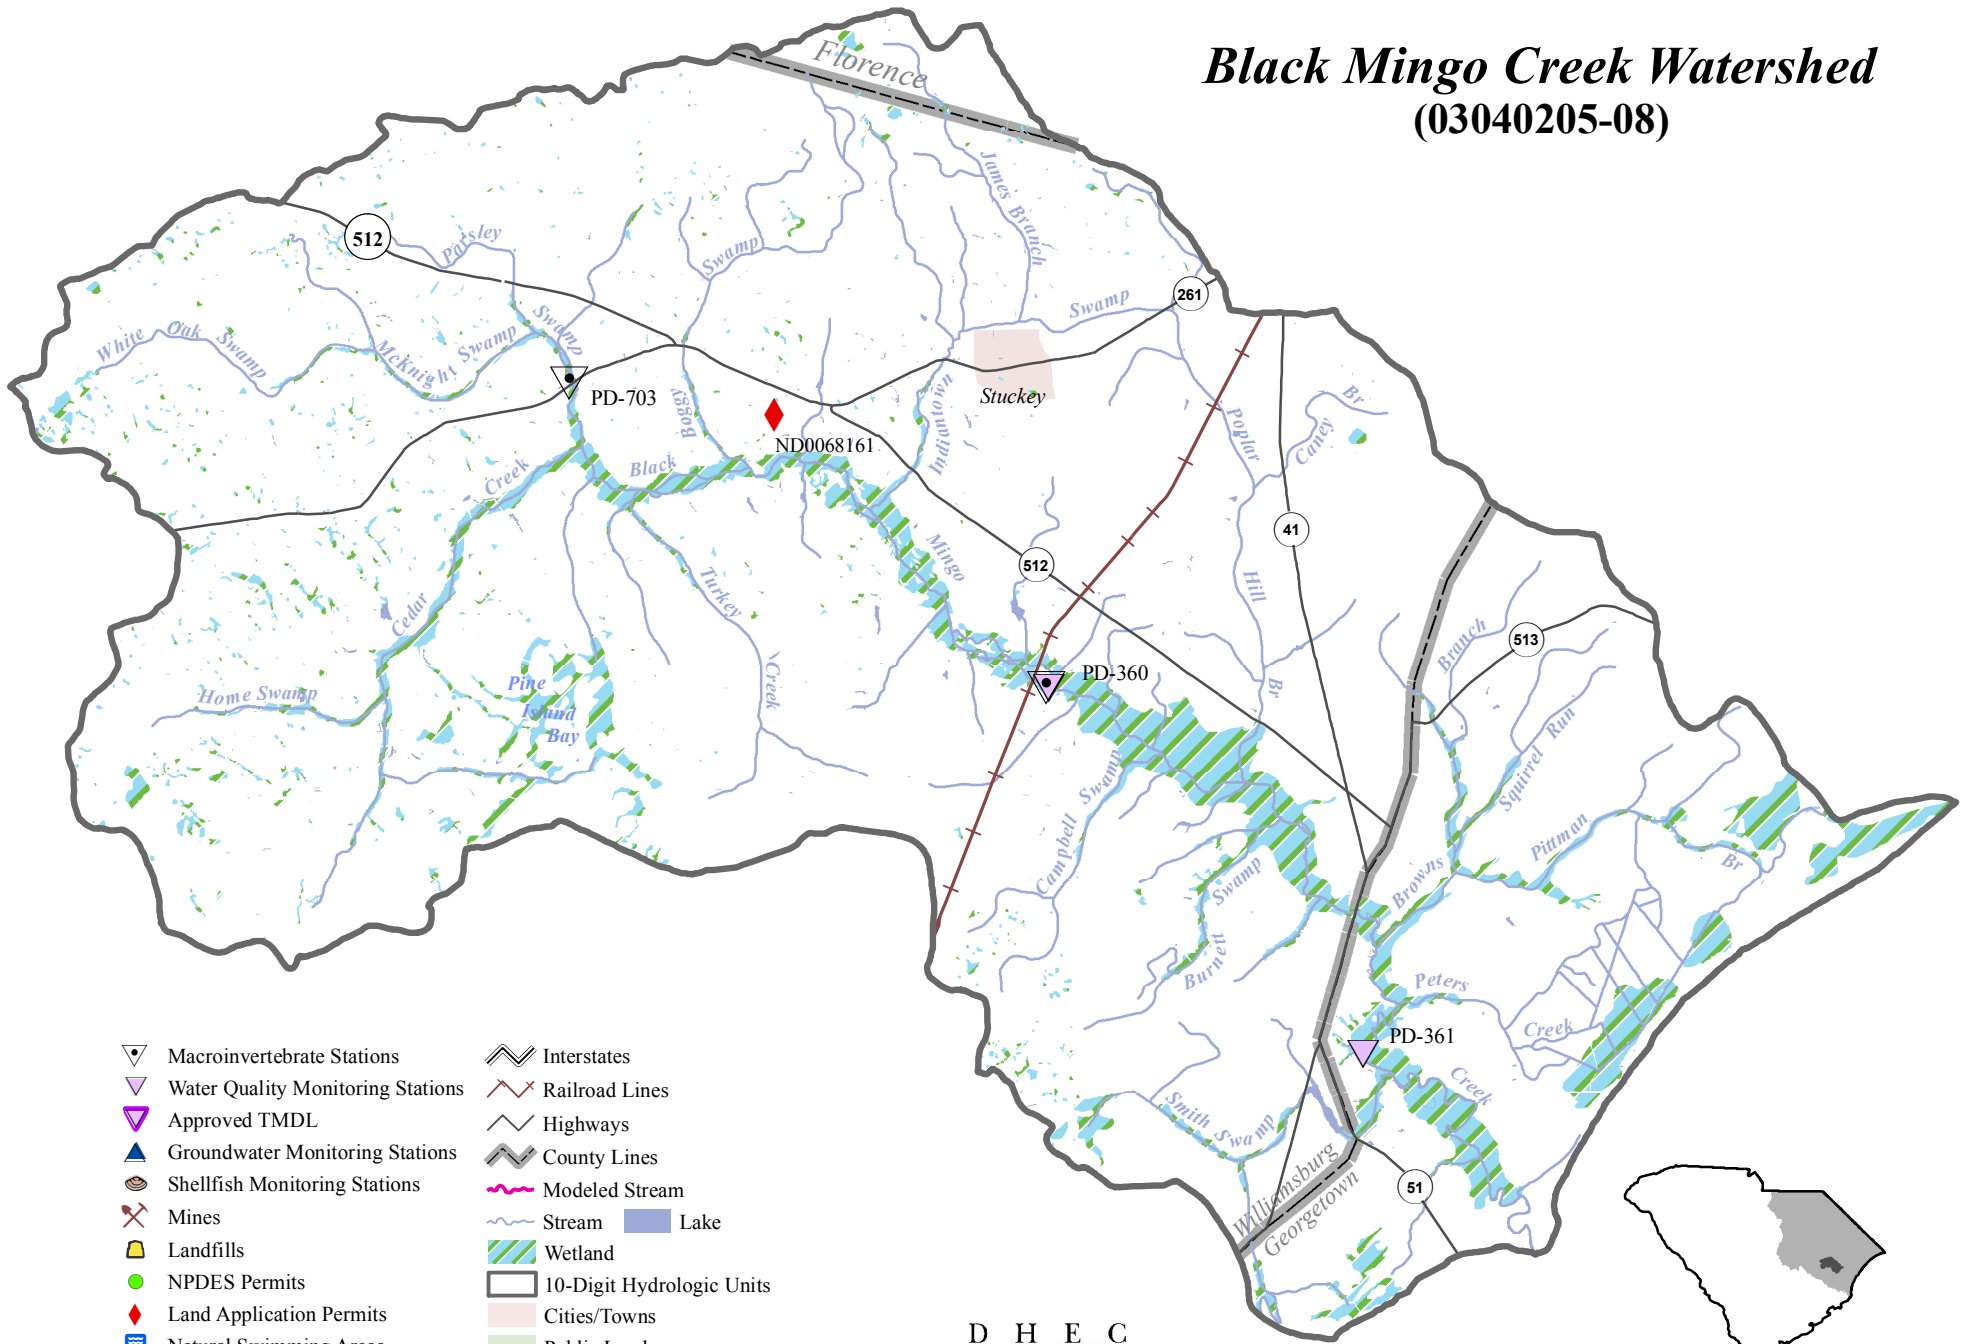 Black Mingo Creek Watershed
(03040205-08)
Florence
James Branch
512
Parsley
Swamp
Swamp
261
Swamp
White Oak Swamp
McKnight Swamp
Swamp
Stuckey
PD-703
Boggy
ND0068161
Indiantown
Poplar
Caney
Br
Creek
Black
Mingo
41
512
Cedar
Turkey
Creek
Hill
Br
513
Branch
Home Swamp
Pine
Island
Bay
PD-360
Squirrel Run
Campbell
Swamp
Swamp
Burnett
Browns
Pittman
Br
Peters
Creek
PD-361
Creek
Smith Swamp
Williamsburg
Georgetown
51
Macroinvertebrate Stations
Water Quality Monitoring Stations
Approved TMDL
Groundwater Monitoring Stations
Shellfish Monitoring Stations
Mines
Landfills
NPDES Permits
Land Application Permits
Natural Swimming Areas
Interstates
Railroad Lines
Highways
County Lines
Modeled Stream
Stream
Lake
Wetland
10-Digit Hydrologic Units
Cities/Towns
D H E C